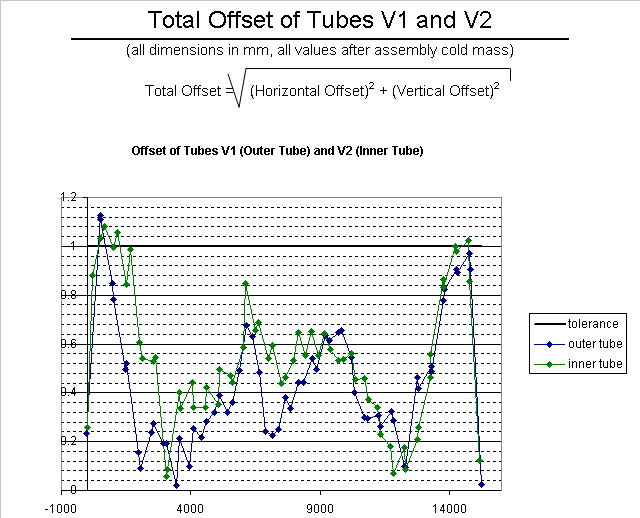 Total Offset of Tubes V1 and V2
(all dimensions in mm, all values after assembly cold mass)
Total Offset = √(Horizontal Offset)² + (Vertical Offset)²
Offset of Tubes V1 (Outer Tube) and V2 (Inner Tube)
1.2
1
0.8
0.6
0.4
0.2
0
-1000 4000 9000 14000
tolerance
outer tube
inner tube